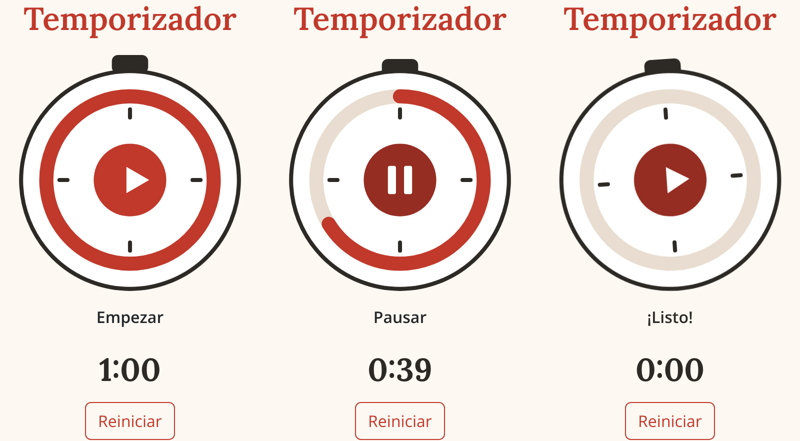 Temporizador
Empezar
1:00
Reiniciar
Temporizador
Pausar
0:39
Reiniciar
Temporizador
¡Listo!
0:00
Reiniciar